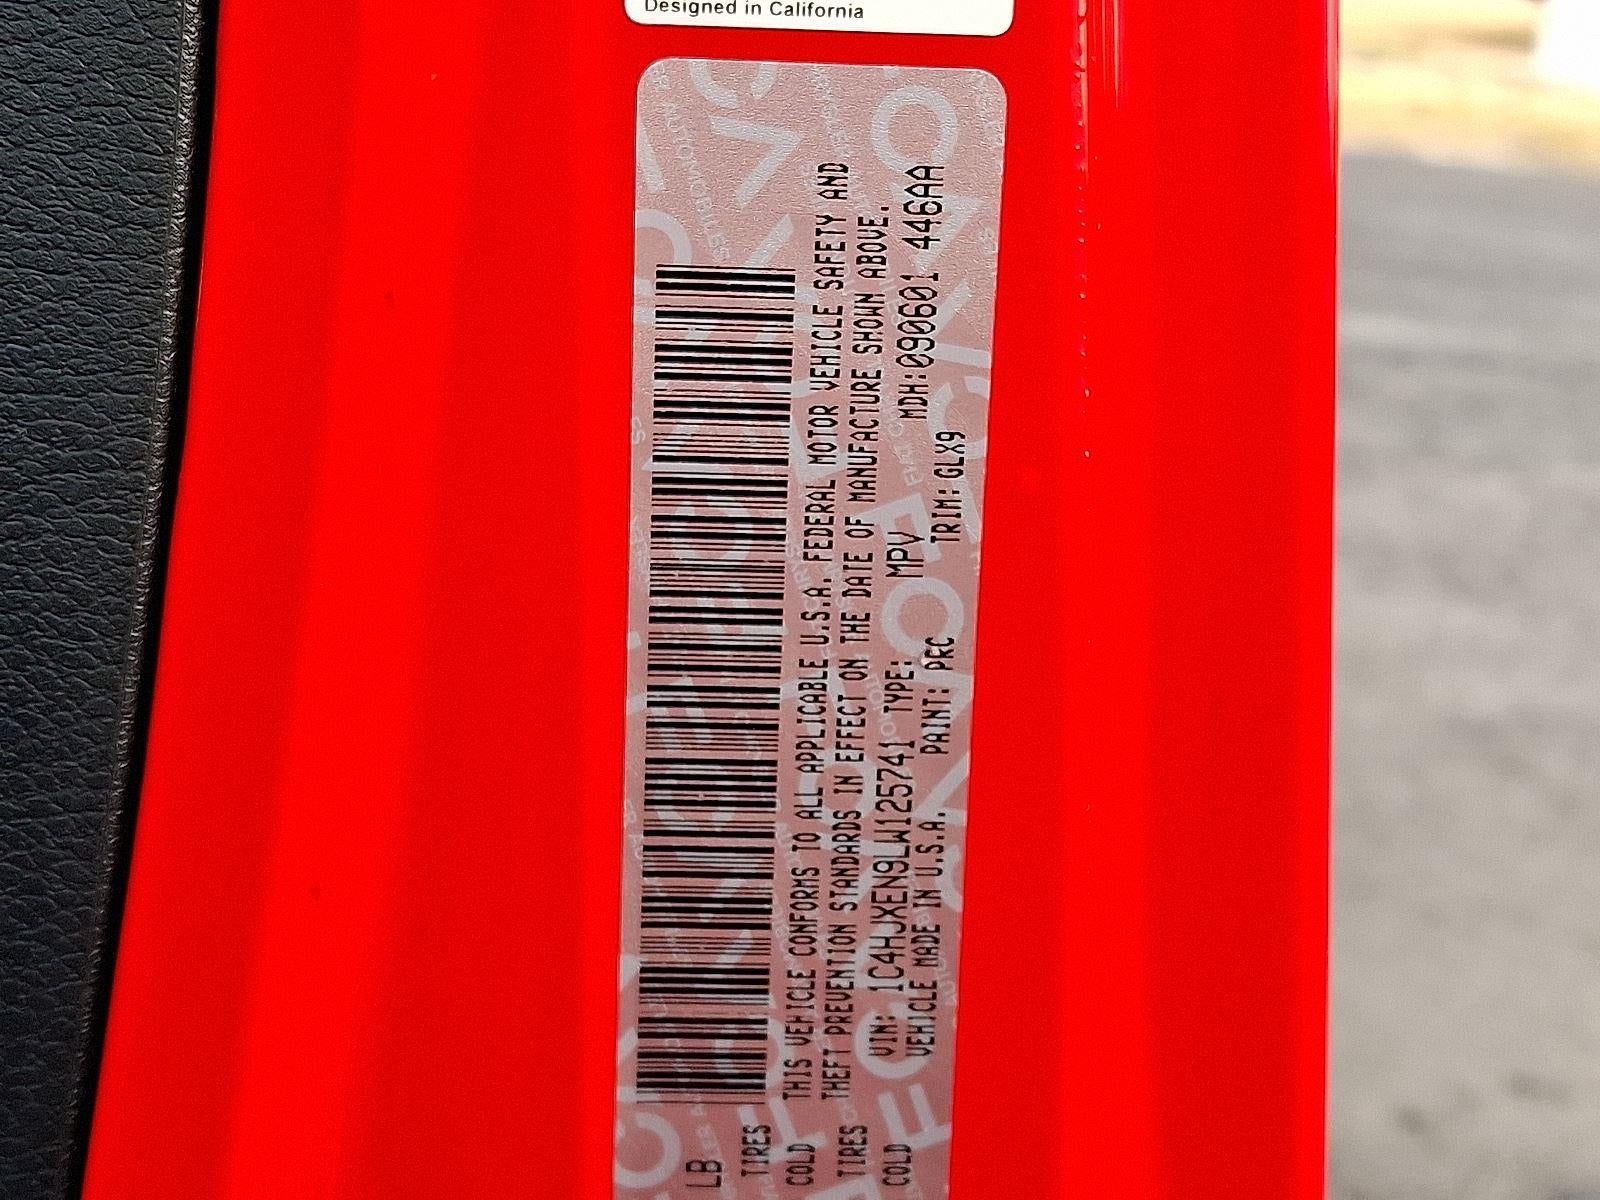 Designed in California
THIS VEHICLE CONFORMS TO ALL APPLICABLE U.S.A. FEDERAL MOTOR VEHICLE SAFETY AND
THEFT PREVENTION STANDARDS IN EFFECT ON THE DATE OF MANUFACTURE SHOWN ABOVE.
VIN: 1C4HJXEN9LW125741 TYPE: MPV MDH:090601 446AA
VEHICLE MADE IN U.S.A. PAINT: PRC TRIM: GLX9
LB
TIRES
COLD
TIRES
COLD